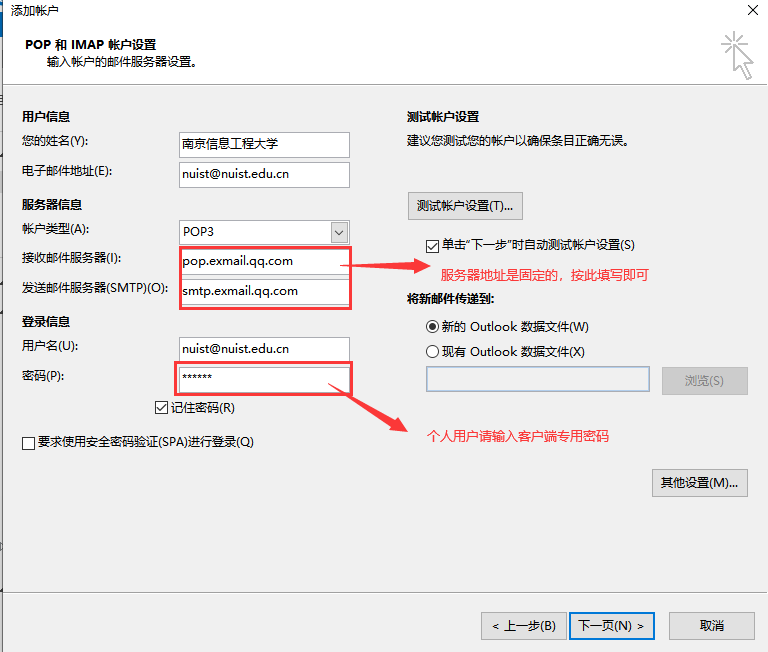 添加帐户
POP 和 IMAP 帐户设置
输入帐户的邮件服务器设置。
用户信息
您的姓名(Y):
南京信息工程大学
电子邮件地址(E):
nuist@nuist.edu.cn
服务器信息
帐户类型(A):
POP3
接收邮件服务器(I):
pop.exmail.qq.com
发送邮件服务器(SMTP)(O):
smtp.exmail.qq.com
登录信息
用户名(U):
nuist@nuist.edu.cn
密码(P):
******
记住密码(R)
要求使用安全密码验证(SPA)进行登录(Q)
测试帐户设置
建议您测试您的帐户以确保条目正确无误。
测试帐户设置(T)...
单击“下一步”时自动测试帐户设置(S)
服务器地址是固定的，按此填写即可
将新邮件传递到:
新的 Outlook 数据文件(W)
现有 Outlook 数据文件(X)
浏览(S)
个人用户请输入客户端专用密码
其他设置(M)...
< 上一步(B)
下一页(N) >
取消